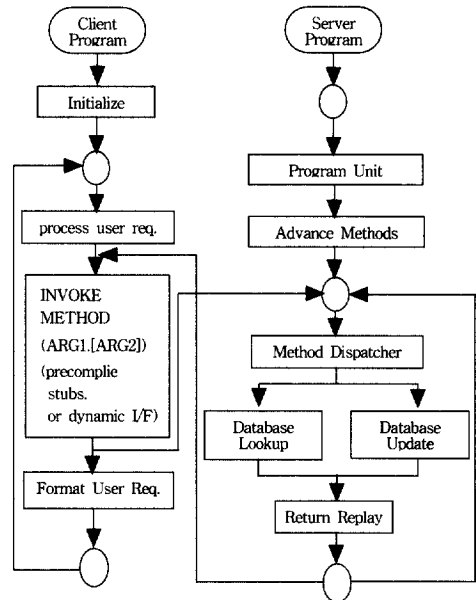 Client
Program
Initialize
process user req.
INVOKE
METHOD
(ARG1.[ARG2])
(precomplie
stubs.
or dynamic I/F)
Format User Req.
Server
Program
Program Unit
Advance Methods
Method Dispatcher
Database
Lookup
Database
Update
Return Replay